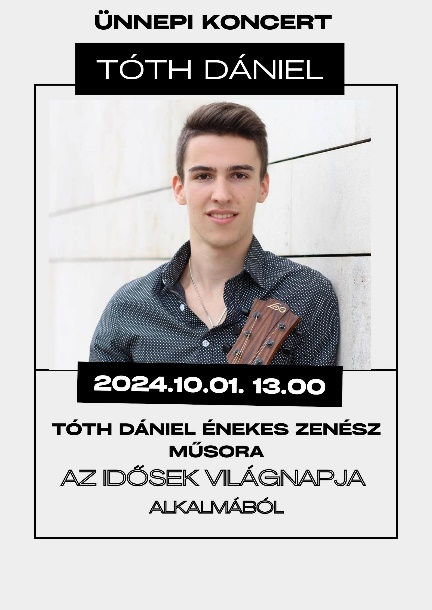 ÜNNEPI KONCERT
TÓTH DÁNIEL
2024.10.01. 13.00
TÓTH DÁNIEL ÉNEKES ZENÉSZ
MŰSORA
AZ IDŐSEK VILÁGNAPJA
ALKALMÁBÓL